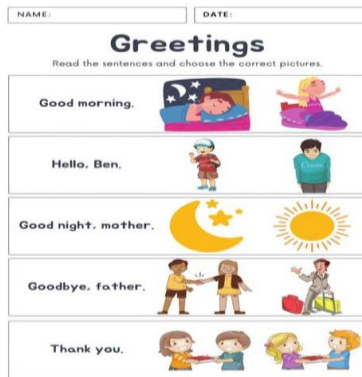 NAME:
DATE:
Greetings
Read the sentences and choose the correct pictures.
Good morning.
Hello, Ben.
Good night, mother.
Goodbye, father.
Thank you.